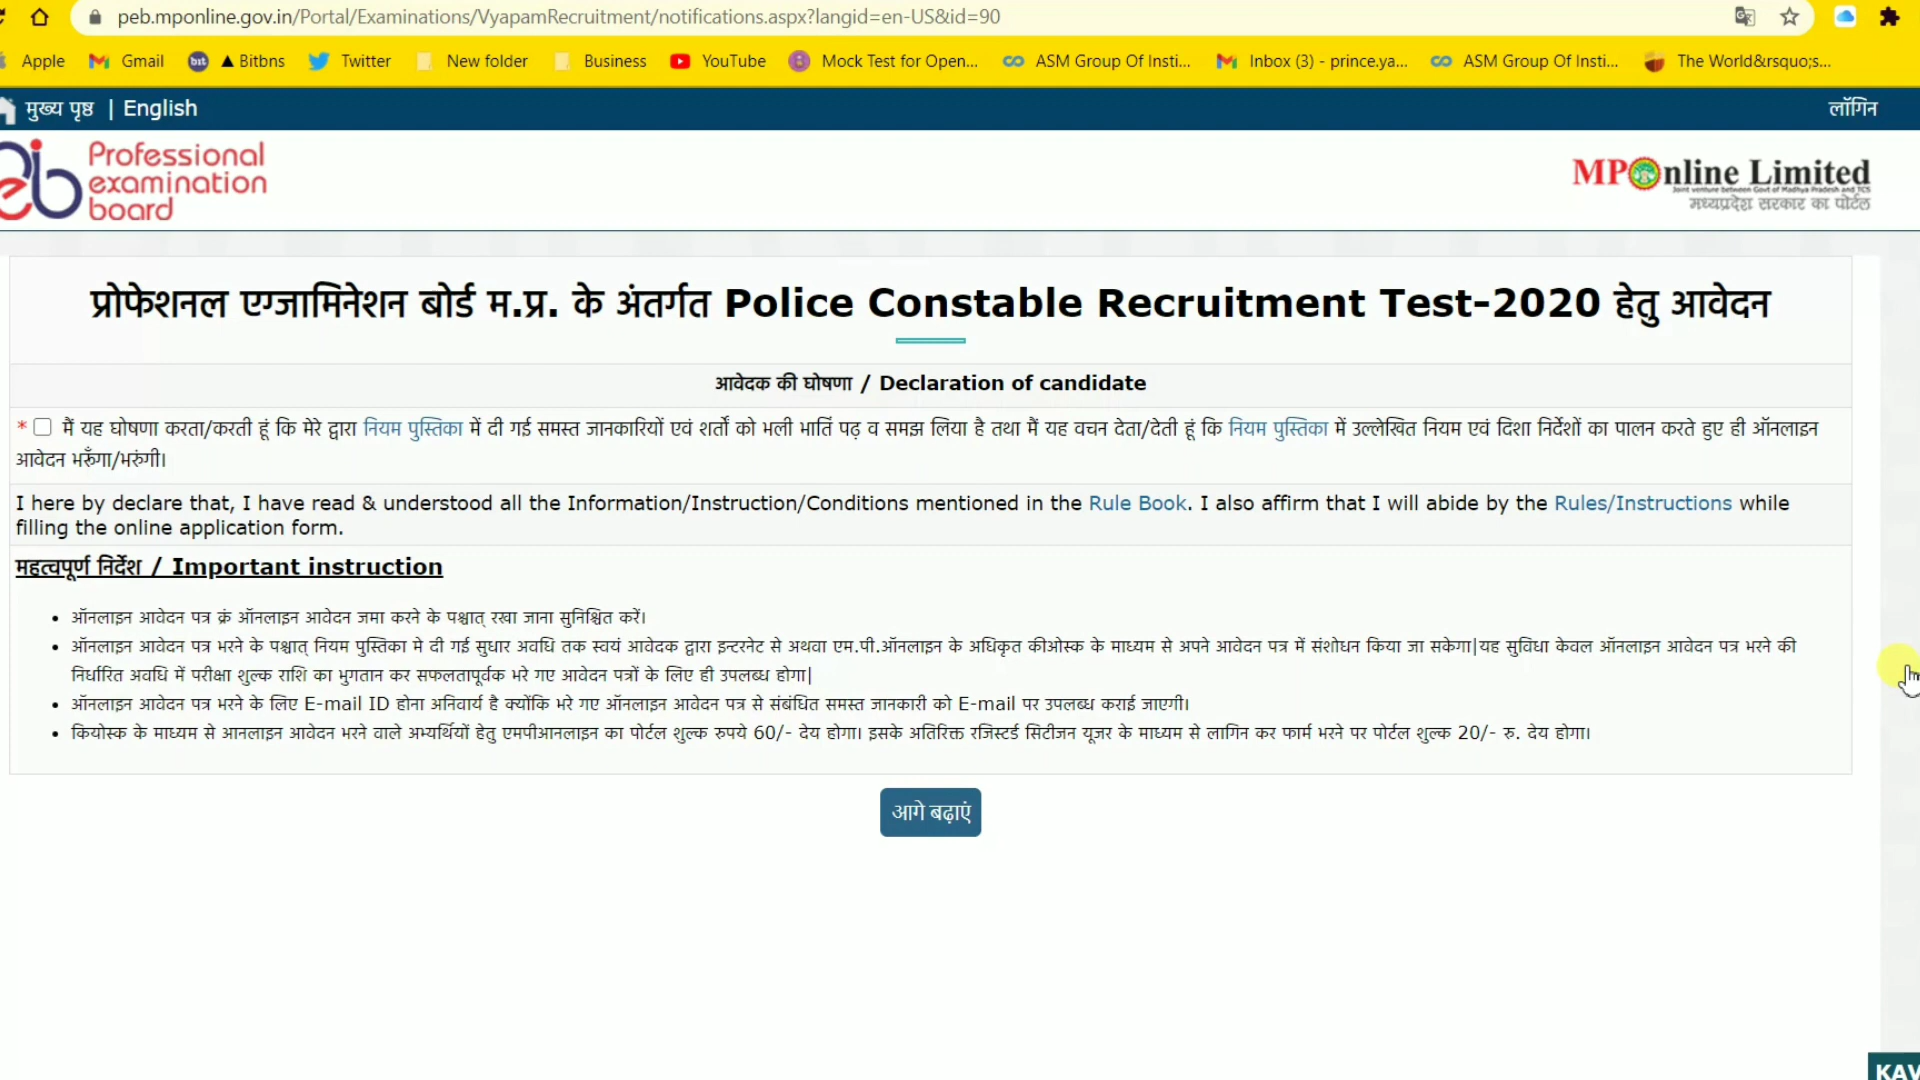 peb.mponline.gov.in/Portal/Examinations/VyapamRecruitment/notifications.aspx?langid=en-US&id=90
Apple Gmail bit ▲ Bitbns Twitter New folder Business YouTube Mock Test for Open... ASM Group Of Insti... Inbox (3) - prince.ya... ASM Group Of Insti... The World&rsquo;s...
मुख्य पृष्ठ | English लॉगिन
Professional
examination
board
MPOnline Limited
Joint venture between Govt of Madhya Pradesh and TCS
मध्यप्रदेश सरकार का पोर्टल
प्रोफेशनल एग्जामिनेशन बोर्ड म.प्र. के अंतर्गत Police Constable Recruitment Test-2020 हेतु आवेदन
आवेदक की घोषणा / Declaration of candidate
* मैं यह घोषणा करता/करती हूं कि मेरे द्वारा नियम पुस्तिका में दी गई समस्त जानकारियों एवं शर्तों को भली भातिं पढ़ व समझ लिया है तथा मैं यह वचन देता/देती हूं कि नियम पुस्तिका में उल्लेखित नियम एवं दिशा निर्देशों का पालन करते हुए ही ऑनलाइन
आवेदन भरूँगा/भरुंगी।
I here by declare that, I have read & understood all the Information/Instruction/Conditions mentioned in the Rule Book. I also affirm that I will abide by the Rules/Instructions while
filling the online application form.
महत्वपूर्ण निर्देश / Important instruction
• ऑनलाइन आवेदन पत्र क्रं ऑनलाइन आवेदन जमा करने के पश्चात् रखा जाना सुनिश्चित करें।
• ऑनलाइन आवेदन पत्र भरने के पश्चात् नियम पुस्तिका मे दी गई सुधार अवधि तक स्वयं आवेदक द्वारा इन्टरनेट से अथवा एम.पी.ऑनलाइन के अधिकृत कीओस्क के माध्यम से अपने आवेदन पत्र में संशोधन किया जा सकेगा|यह सुविधा केवल ऑनलाइन आवेदन पत्र भरने की
निर्धारित अवधि में परीक्षा शुल्क राशि का भुगतान कर सफलतापूर्वक भरे गए आवेदन पत्रों के लिए ही उपलब्ध होगा|
• ऑनलाइन आवेदन पत्र भरने के लिए E-mail ID होना अनिवार्य है क्योंकि भरे गए ऑनलाइन आवेदन पत्र से संबंधित समस्त जानकारी को E-mail पर उपलब्ध कराई जाएगी।
• कियोस्क के माध्यम से आनलाइन आवेदन भरने वाले अभ्यर्थियों हेतु एमपीआनलाइन का पोर्टल शुल्क रुपये 60/- देय होगा। इसके अतिरिक्त रजिस्टर्ड सिटीजन यूजर के माध्यम से लागिन कर फार्म भरने पर पोर्टल शुल्क 20/- रु. देय होगा।
आगे बढ़ाएं
KAV